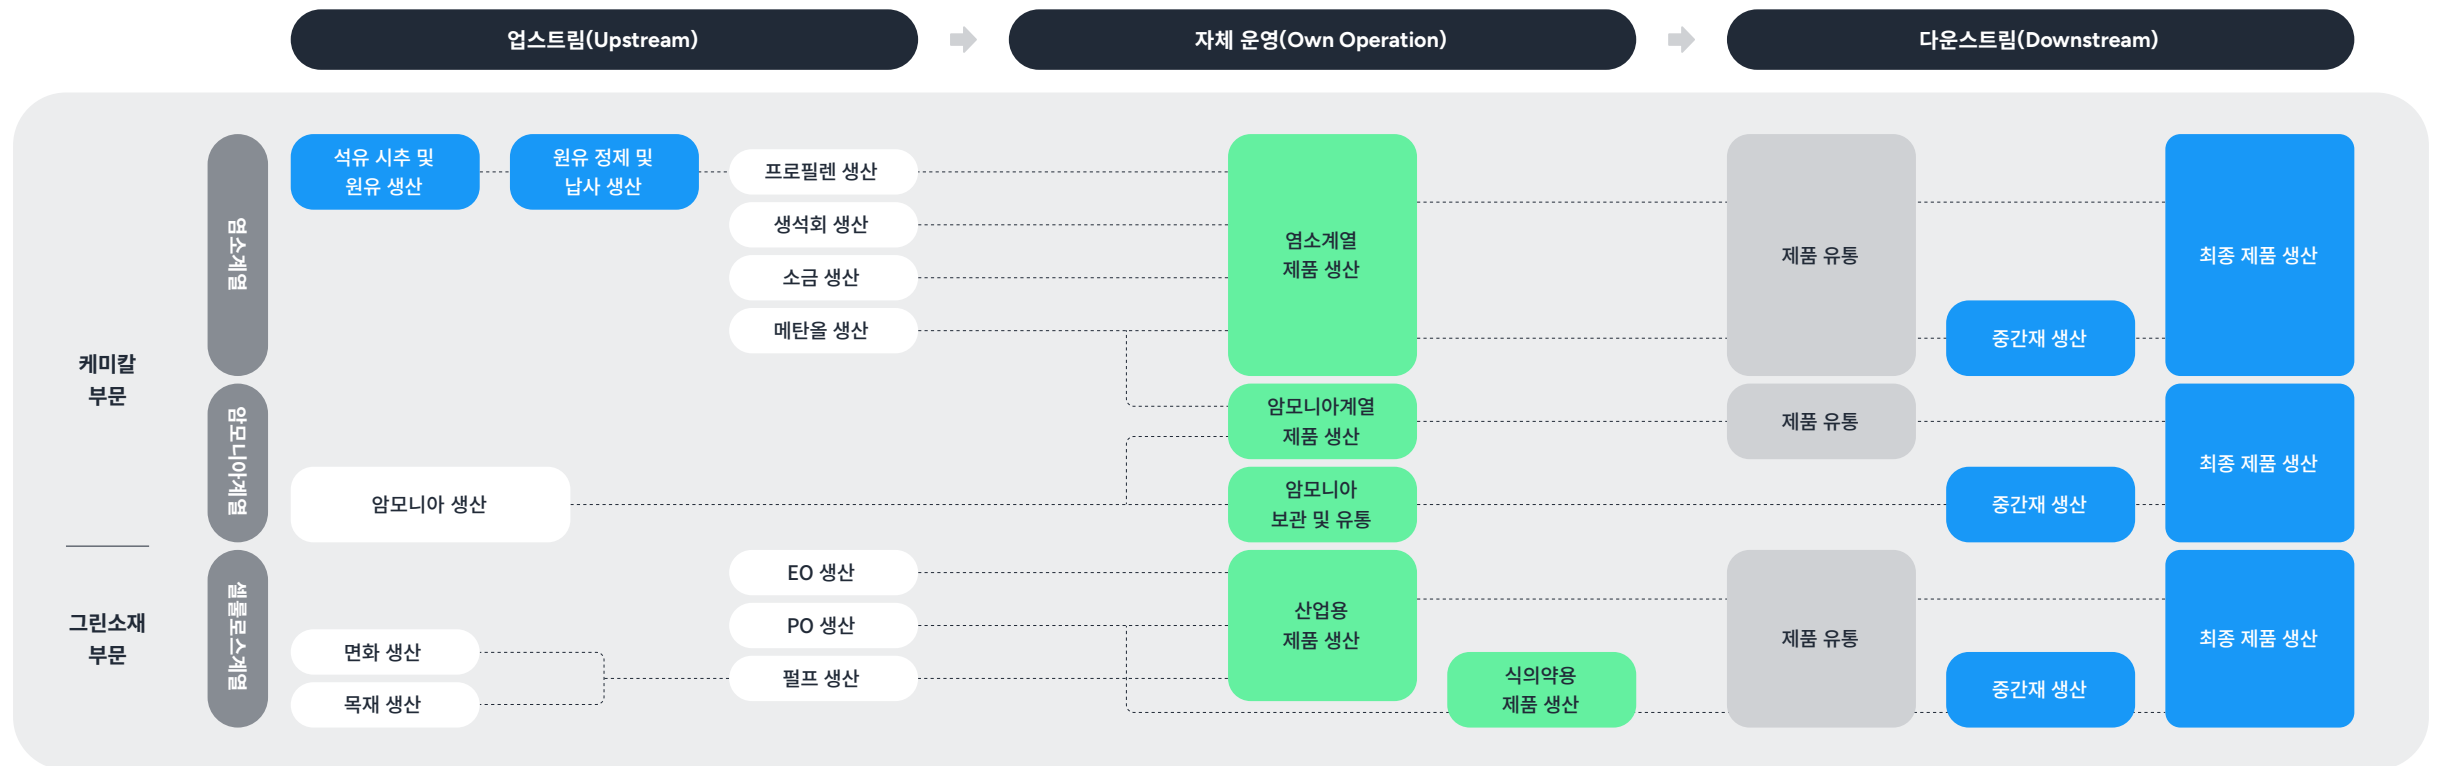 업스트림(Upstream)
자체 운영(Own Operation)
다운스트림(Downstream)
케미칼
부문
염소계열
석유 시추 및
원유 생산
원유 정제 및
납사 생산
프로필렌 생산
생석회 생산
소금 생산
메탄올 생산
염소계열
제품 생산
제품 유통
중간재 생산
최종 제품 생산
암모니아계열
암모니아 생산
암모니아계열
제품 생산
암모니아
보관 및 유통
제품 유통
중간재 생산
최종 제품 생산
그린소재
부문
셀룰로스계열
면화 생산
목재 생산
EO 생산
PO 생산
펄프 생산
산업용
제품 생산
식의약용
제품 생산
제품 유통
중간재 생산
최종 제품 생산